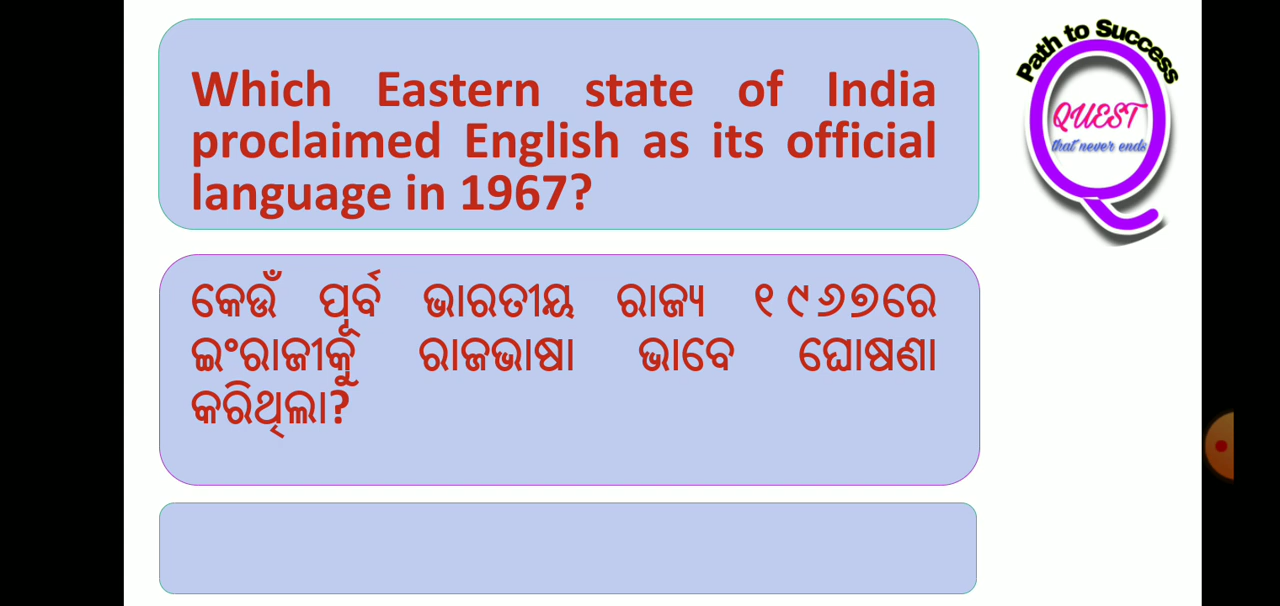 Which Eastern state of India
proclaimed English as its official
language in 1967?
Path to Success
QUEST
that never ends
କେଉଁ ପୂର୍ବ ଭାରତୀୟ ରାଜ୍ୟ ୧୯୬୭ରେ
ଇଂରାଜୀକୁ ରାଜଭାଷା ଭାବେ ଘୋଷଣା
କରିଥିଲା?